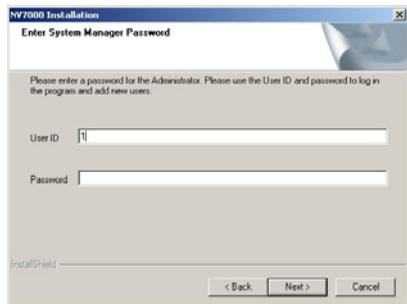 NV7000 Installation
Enter System Manager Password
Please enter a password for the Administrator. Please use the User ID and password to log in
the program and add new users.
User ID 1
Password
InstallShield
< Back Next > Cancel